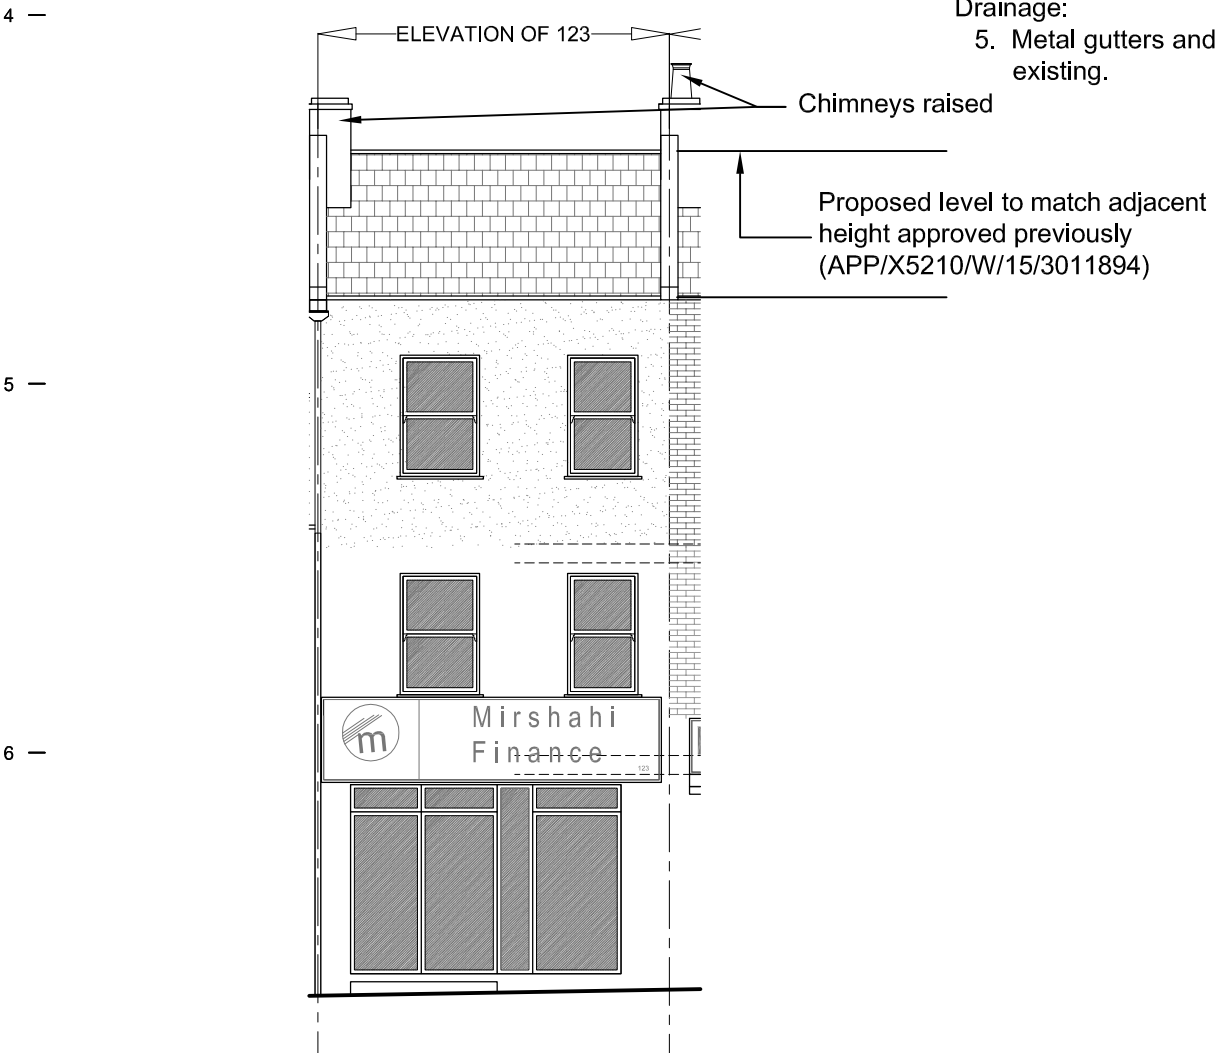 4
Drainage:
ELEVATION OF 123
5. Metal gutters and
existing.
Chimneys raised
Proposed level to match adjacent
height approved previously
(APP/X5210/W/15/3011894)
5
m
Mirshahi
Finance
123
6